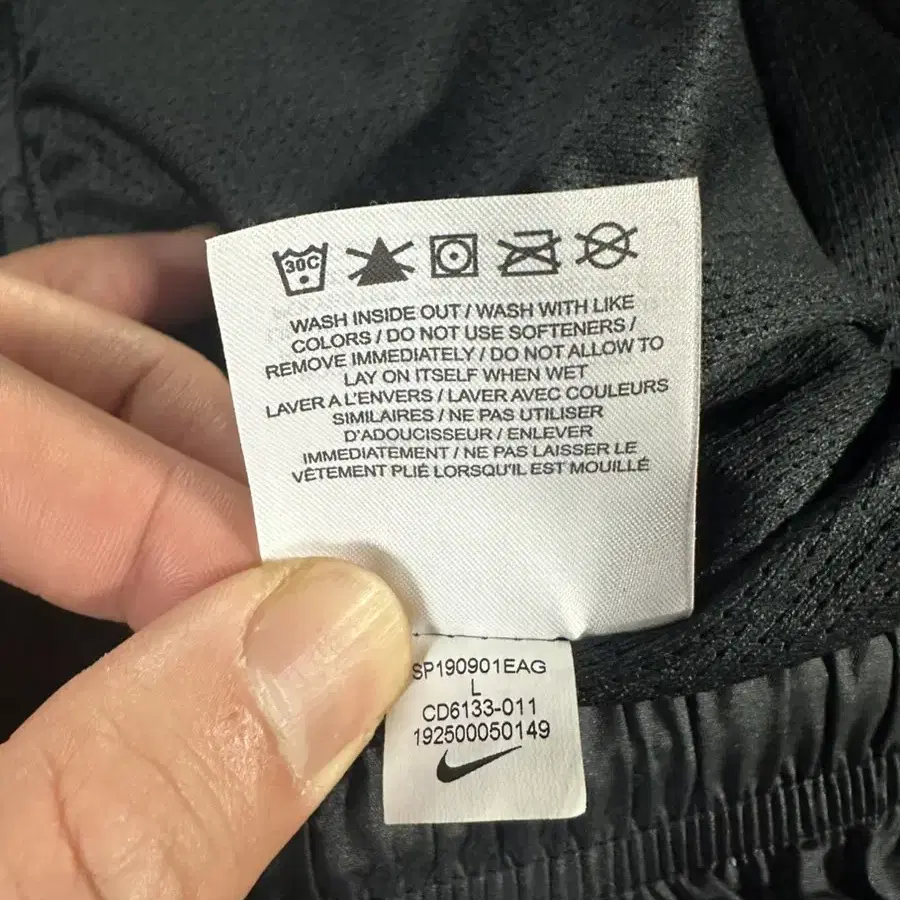 30C
WASH INSIDE OUT / WASH WITH LIKE
COLORS / DO NOT USE SOFTENERS /
REMOVE IMMEDIATELY / DO NOT ALLOW TO
LAY ON ITSELF WHEN WET
LAVER A L'ENVERS / LAVER AVEC COULEURS
SIMILAIRES / NE PAS UTILISER
D'ADOUCISSEUR / ENLEVER
IMMEDIATEMENT / NE PAS LAISSER LE
VÊTEMENT PLIÉ LORSQU'IL EST MOUILLÉ
SP190901EAG
L
CD6133-011
192500050149